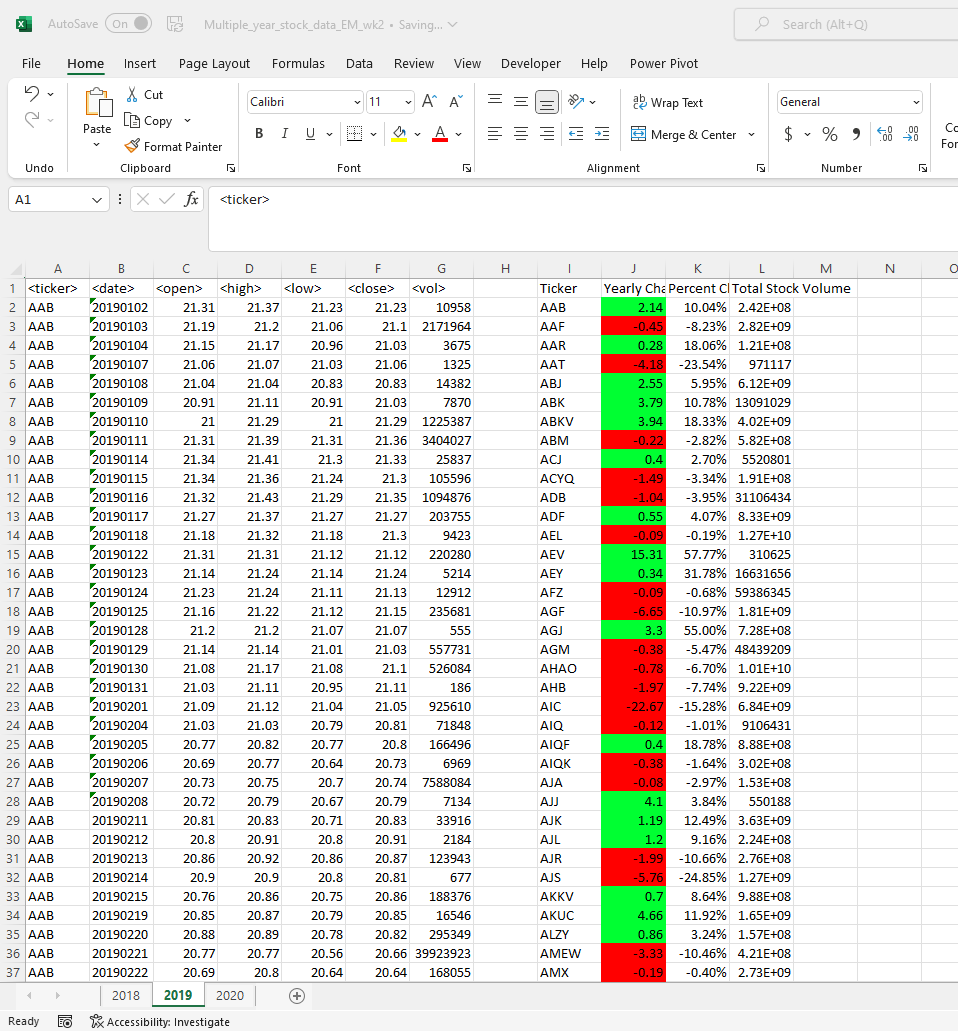 AutoSave On Multiple_year_stock_data_EM_wk2 • Saving... Search (Alt+Q)
File Home Insert Page Layout Formulas Data Review View Developer Help Power Pivot
Cut
Copy
Format Painter
Paste
Calibri 11
B I U A
Wrap Text
Merge & Center
General
$ % 9
Co
For
Undo Clipboard Font Alignment Number
A1 fx <ticker>
A B C D E F G H I J K L M N O
1 <ticker> <date> <open> <high> <low> <close> <vol> Ticker Yearly Cha Percent Cl Total Stock Volume
2 AAB 20190102 21.31 21.37 21.23 21.23 10958 AAB 2.14 10.04% 2.42E+08
3 AAB 20190103 21.19 21.2 21.06 21.1 2171964 AAF -0.45 -8.23% 2.82E+09
4 AAB 20190104 21.15 21.17 20.96 21.03 3675 AAR 0.28 18.06% 1.21E+08
5 AAB 20190107 21.06 21.07 21.03 21.06 1325 AAT -4.18 -23.54% 971117
6 AAB 20190108 21.04 21.04 20.83 20.83 14382 ABJ 2.55 5.95% 6.12E+09
7 AAB 20190109 20.91 21.11 20.91 21.03 7870 ABK 3.79 10.78% 13091029
8 AAB 20190110 21 21.29 21 21.29 1225387 ABKV 3.94 18.33% 4.02E+09
9 AAB 20190111 21.31 21.39 21.31 21.36 3404027 ABM -0.22 -2.82% 5.82E+08
10 AAB 20190114 21.34 21.41 21.3 21.33 25837 ACJ 0.4 2.70% 5520801
11 AAB 20190115 21.34 21.36 21.24 21.3 105596 ACYQ -1.49 -3.34% 1.91E+08
12 AAB 20190116 21.32 21.43 21.29 21.35 1094876 ADB -1.04 -3.95% 31106434
13 AAB 20190117 21.27 21.37 21.27 21.27 203755 ADF 0.55 4.07% 8.33E+09
14 AAB 20190118 21.18 21.32 21.18 21.3 9423 AEL -0.09 -0.19% 1.27E+10
15 AAB 20190122 21.31 21.31 21.12 21.12 220280 AEV 15.31 57.77% 310625
16 AAB 20190123 21.14 21.24 21.14 21.24 5214 AEY 0.34 31.78% 16631656
17 AAB 20190124 21.23 21.24 21.11 21.13 12912 AFZ -0.09 -0.68% 59386345
18 AAB 20190125 21.16 21.22 21.12 21.15 235681 AGF -6.65 -10.97% 1.81E+09
19 AAB 20190128 21.2 21.2 21.07 21.07 555 AGJ 3.3 55.00% 7.28E+08
20 AAB 20190129 21.14 21.14 21.01 21.03 557731 AGM -0.38 -5.47% 48439209
21 AAB 20190130 21.08 21.17 21.08 21.1 526084 AHAO -0.78 -6.70% 1.01E+10
22 AAB 20190131 21.03 21.11 20.95 21.11 186 AHB -1.97 -7.74% 9.22E+09
23 AAB 20190201 21.09 21.12 21.04 21.05 925610 AIC -22.67 -15.28% 6.84E+09
24 AAB 20190204 21.03 21.03 20.79 20.81 71848 AIQ -0.12 -1.01% 9106431
25 AAB 20190205 20.77 20.82 20.77 20.8 166496 AIQF 0.4 18.78% 8.88E+08
26 AAB 20190206 20.69 20.77 20.64 20.73 6969 AIQK -0.38 -1.64% 3.02E+08
27 AAB 20190207 20.73 20.75 20.7 20.74 7588084 AJA -0.08 -2.97% 1.53E+08
28 AAB 20190208 20.72 20.79 20.67 20.79 7134 AJJ 4.1 3.84% 550188
29 AAB 20190211 20.81 20.83 20.71 20.83 33916 AJK 1.19 12.49% 3.63E+09
30 AAB 20190212 20.8 20.91 20.8 20.91 2184 AJL 1.2 9.16% 2.24E+08
31 AAB 20190213 20.86 20.92 20.86 20.87 123943 AJR -1.99 -10.66% 2.76E+08
32 AAB 20190214 20.9 20.9 20.8 20.81 677 AJS -5.76 -24.85% 1.27E+09
33 AAB 20190215 20.76 20.86 20.75 20.86 188376 AKKV 0.7 8.64% 9.88E+08
34 AAB 20190219 20.85 20.87 20.79 20.85 16546 AKUC 4.66 11.92% 1.65E+09
35 AAB 20190220 20.88 20.89 20.78 20.82 295349 ALZY 0.86 3.24% 1.57E+08
36 AAB 20190221 20.77 20.77 20.56 20.66 39923923 AMEW -3.33 -10.46% 4.21E+08
37 AAB 20190222 20.69 20.8 20.64 20.64 168055 AMX -0.19 -0.40% 2.73E+09
2018 2019 2020
Ready Accessibility: Investigate